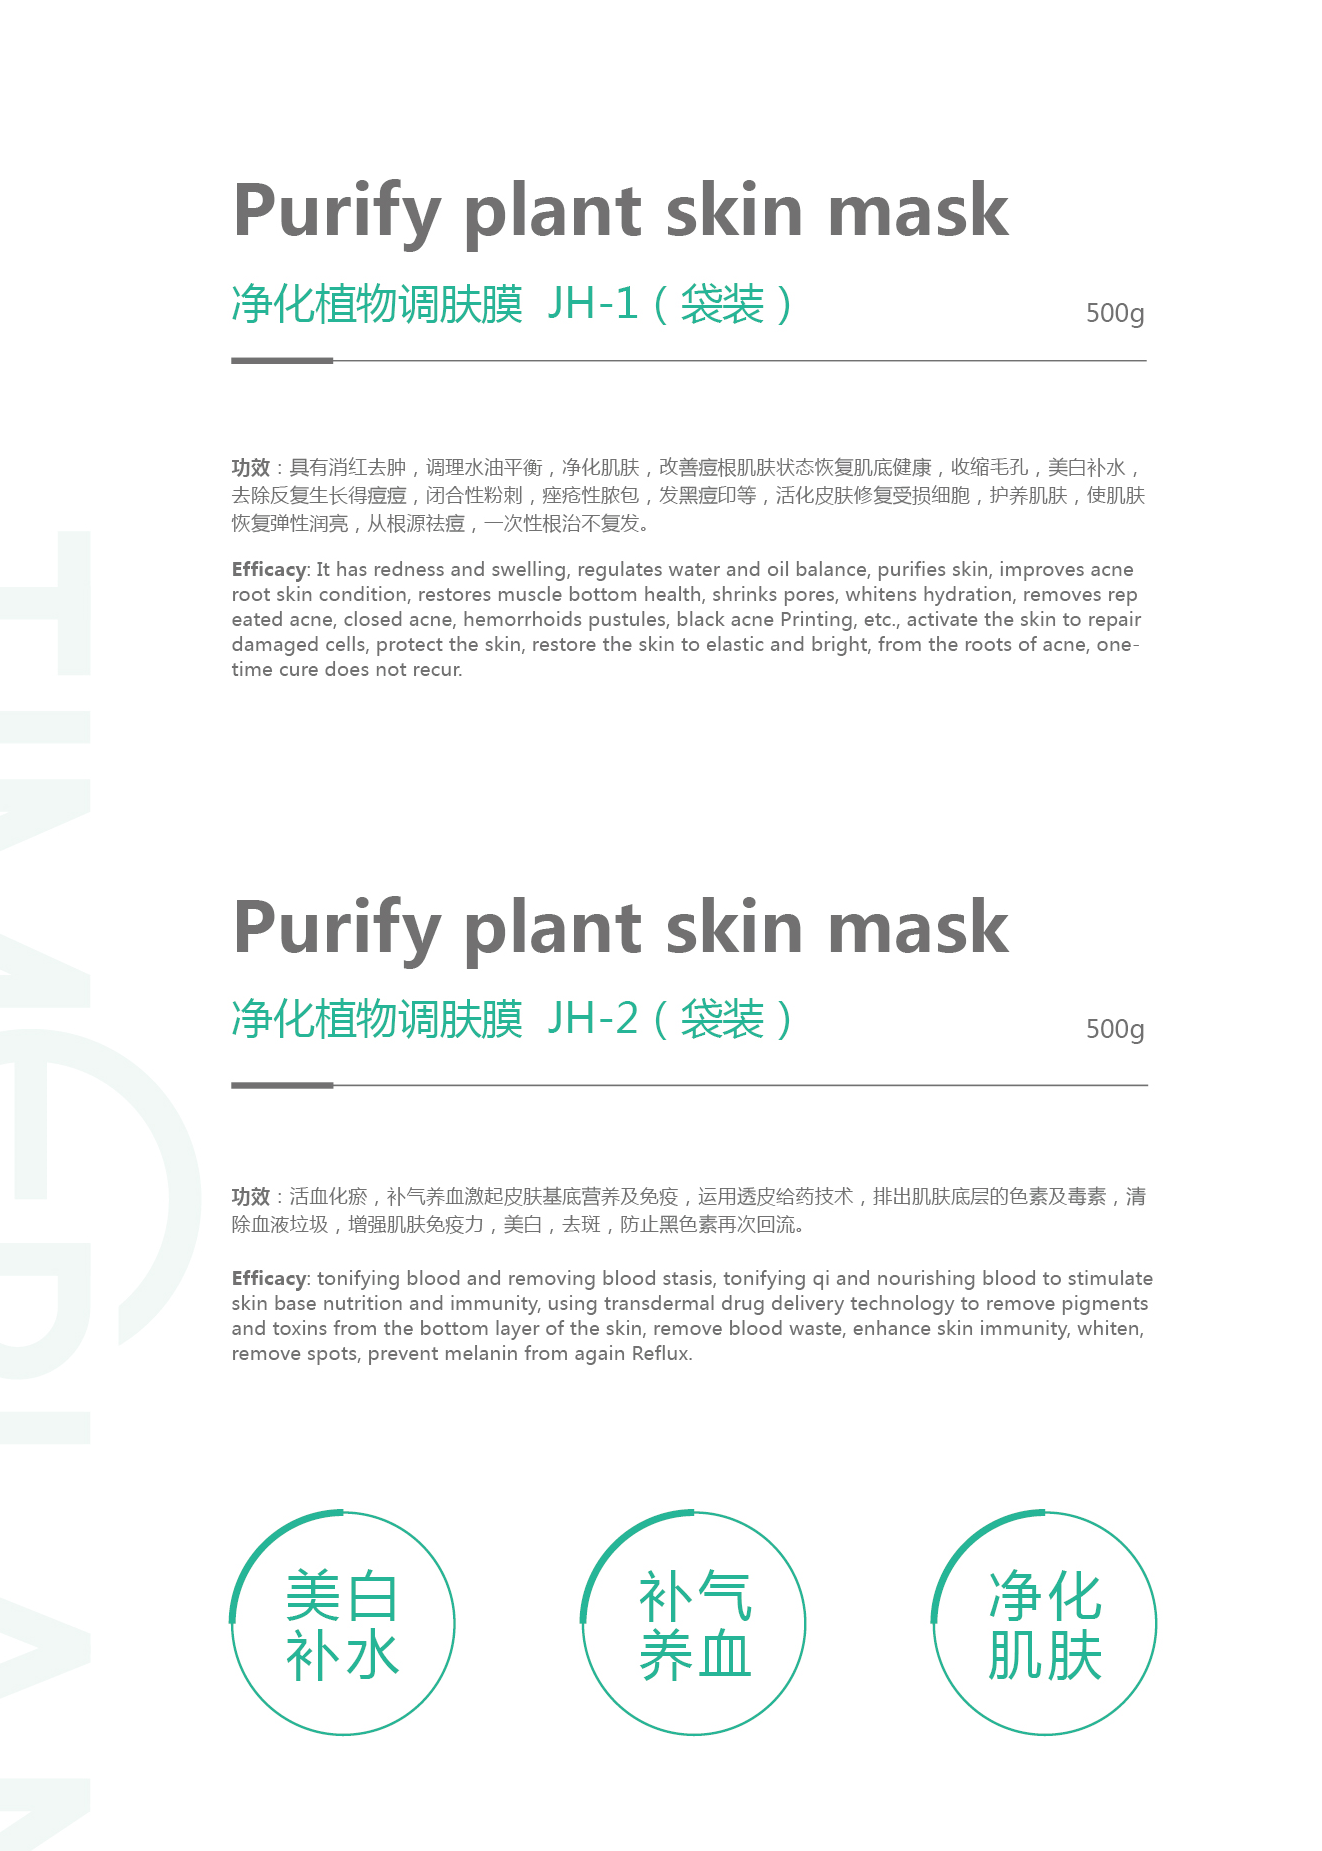 Purify plant skin mask
净化植物调肤膜 JH-1（袋装）
500g
功效：具有消红去肿，调理水油平衡，净化肌肤，改善痘根肌肤状态恢复肌底健康，收缩毛孔，美白补水，
去除反复生长得痘痘，闭合性粉刺，痤疮性脓包，发黑痘印等，活化皮肤修复受损细胞，护养肌肤，使肌肤
恢复弹性润亮，从根源祛痘，一次性根治不复发。
Efficacy: It has redness and swelling, regulates water and oil balance, purifies skin, improves acne
root skin condition, restores muscle bottom health, shrinks pores, whitens hydration, removes rep
eated acne, closed acne, hemorrhoids pustules, black acne Printing, etc., activate the skin to repair
damaged cells, protect the skin, restore the skin to elastic and bright, from the roots of acne, one-
time cure does not recur.
Purify plant skin mask
净化植物调肤膜 JH-2（袋装）
500g
功效：活血化瘀，补气养血激起皮肤基底营养及免疫，运用透皮给药技术，排出肌肤底层的色素及毒素，清
除血液垃圾，增强肌肤免疫力，美白，去斑，防止黑色素再次回流。
Efficacy: tonifying blood and removing blood stasis, tonifying qi and nourishing blood to stimulate
skin base nutrition and immunity, using transdermal drug delivery technology to remove pigments
and toxins from the bottom layer of the skin, remove blood waste, enhance skin immunity, whiten,
remove spots, prevent melanin from again Reflux.
美白
补水
补气
养血
净化
肌肤